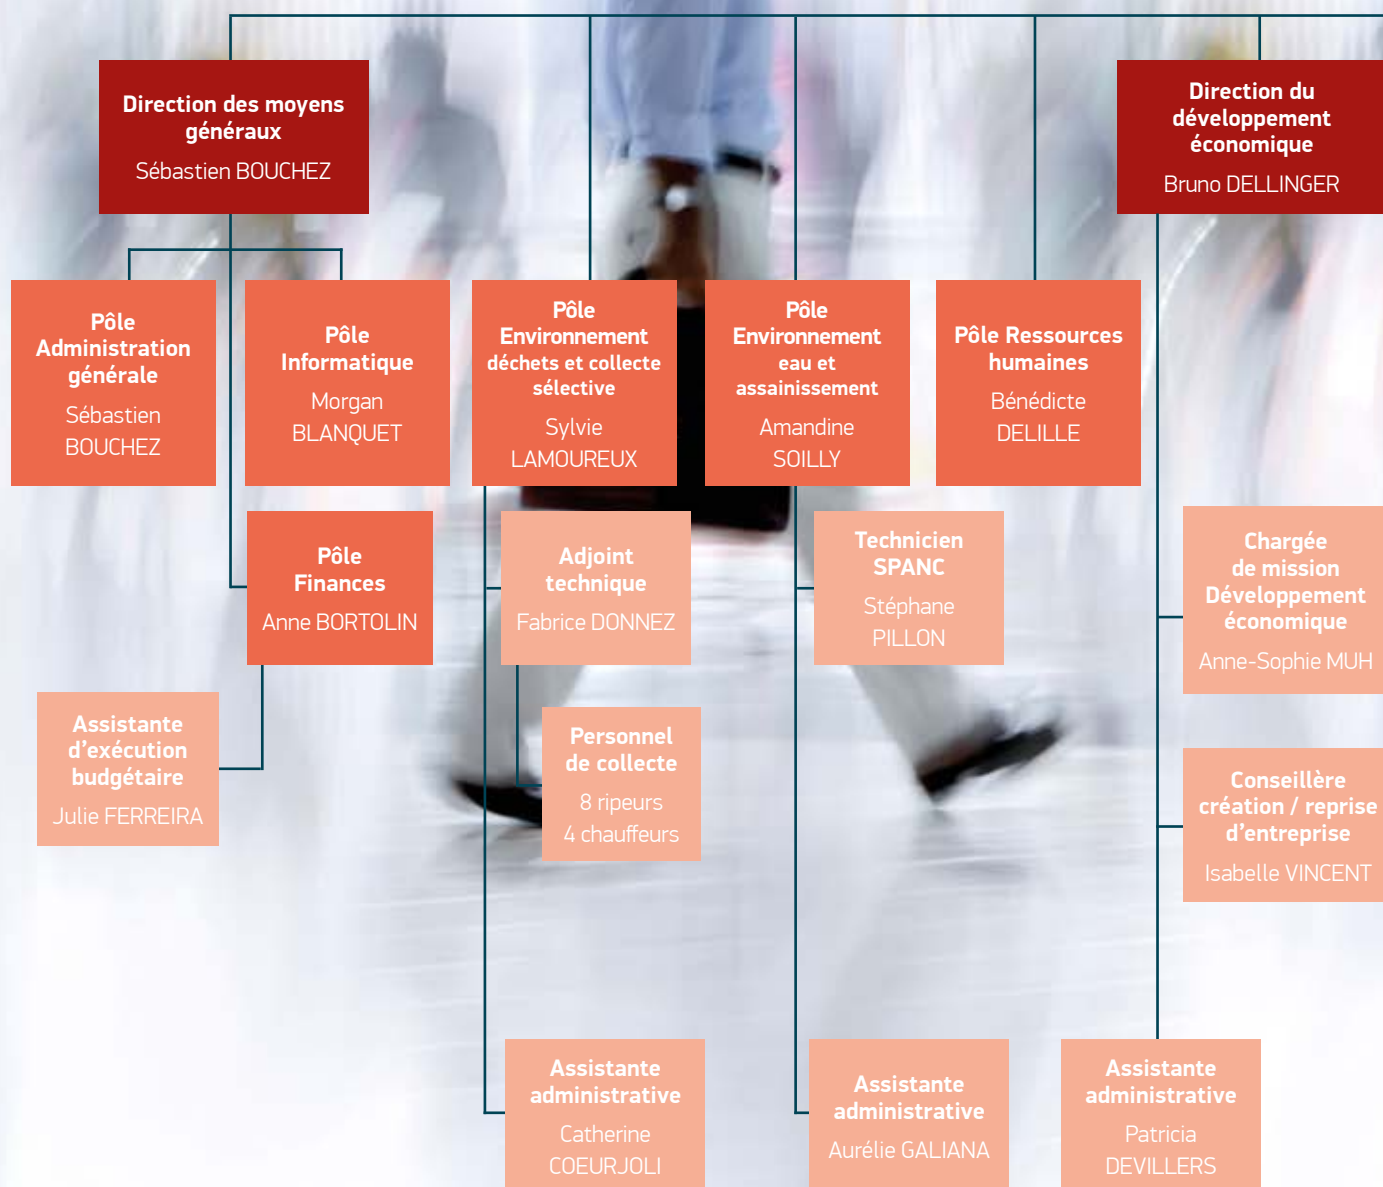 Direction des moyens
généraux
Sébastien BOUCHEZ
Direction du
développement
économique
Bruno DELLINGER
Pôle
Administration
générale
Sébastien
BOUCHEZ
Pôle
Informatique
Morgan
BLANQUET
Pôle
Environnement
déchets et collecte
sélective
Sylvie
LAMOUREUX
Pôle
Environnement
eau et
assainissement
Amandine
SOILLY
Pôle Ressources
humaines
Bénédicte
DELILLE
Pôle
Finances
Anne BORTOLIN
Adjoint
technique
Fabrice DONNEZ
Technicien
SPANC
Stéphane
PILLON
Chargée
de mission
Développement
économique
Anne-Sophie MUH
Assistante
d'exécution
budgétaire
Julie FERREIRA
Personnel
de collecte
8 ripeurs
4 chauffeurs
Conseillère
création / reprise
d'entreprise
Isabelle VINCENT
Assistante
administrative
Catherine
COEURJOLI
Assistante
administrative
Aurélie GALIANA
Assistante
administrative
Patricia
DEVILLERS